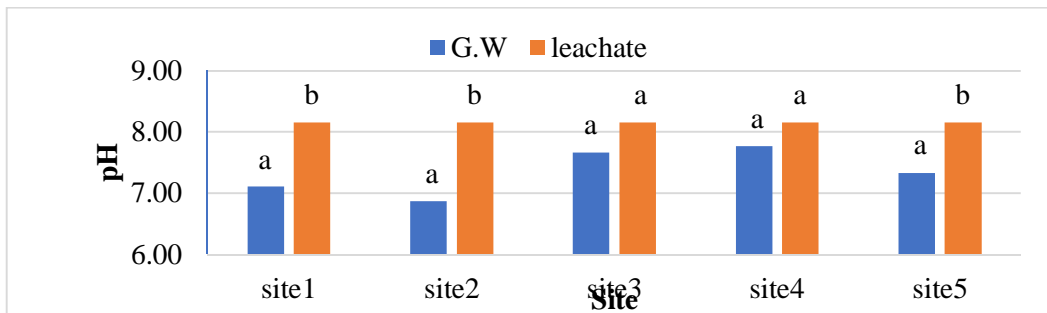 G.W leachate
9.00
8.00
7.00
6.00
pH
a b a b a a a a a b
site1 site2 site3 site4 site5
Site